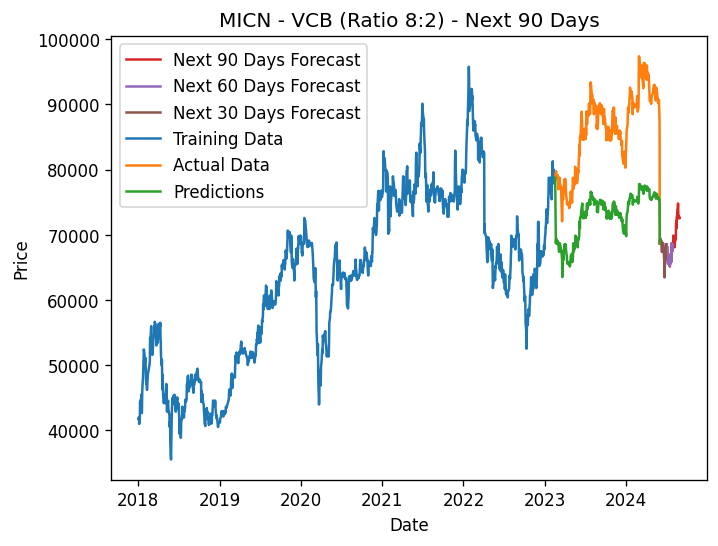 MICN - VCB (Ratio 8:2) - Next 90 Days
100000
90000
80000
70000
60000
50000
40000
Price
Next 90 Days Forecast
Next 60 Days Forecast
Next 30 Days Forecast
Training Data
Actual Data
Predictions
2018 2019 2020 2021 2022 2023 2024
Date